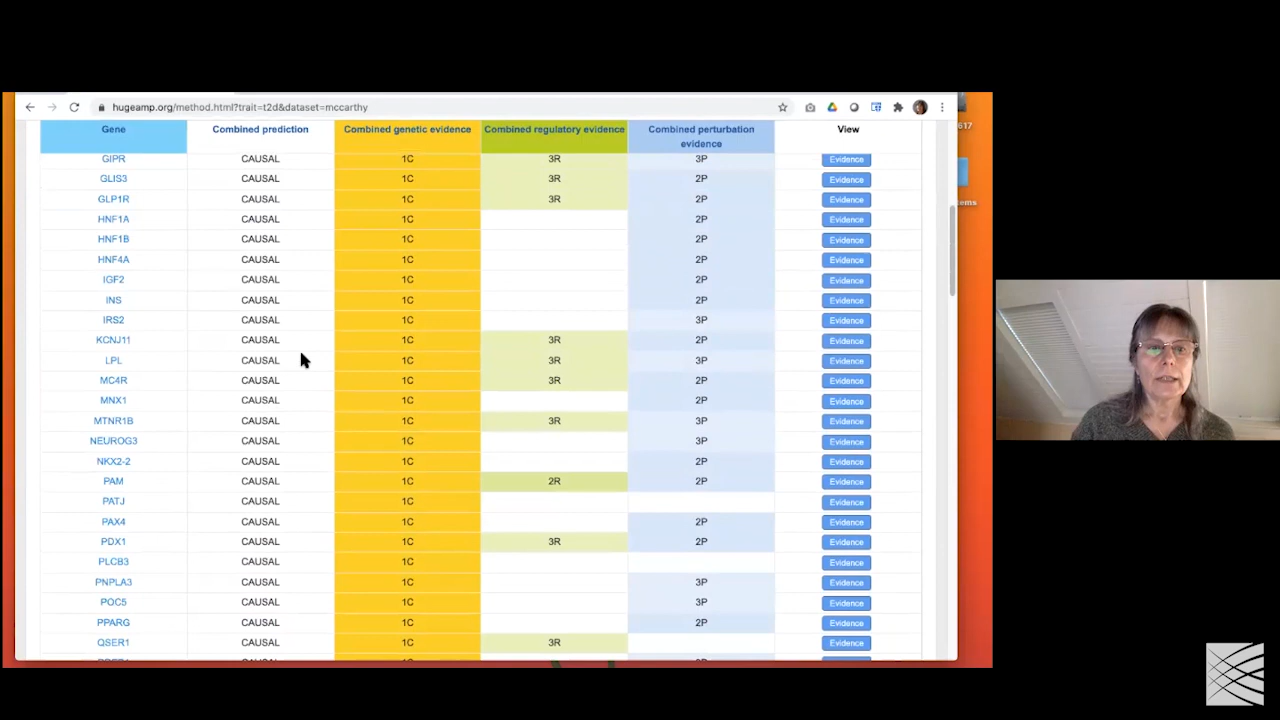 hugeamp.org/method.html?trait=t2d&dataset=mccarthy
617
tems
Gene Combined prediction Combined genetic evidence Combined regulatory evidence Combined perturbation evidence View
GIPR CAUSAL 1C 3R 3P Evidence
GLIS3 CAUSAL 1C 3R 2P Evidence
GLP1R CAUSAL 1C 3R 2P Evidence
HNF1A CAUSAL 1C 2P Evidence
HNF1B CAUSAL 1C 2P Evidence
HNF4A CAUSAL 1C 2P Evidence
IGF2 CAUSAL 1C 2P Evidence
INS CAUSAL 1C 2P Evidence
IRS2 CAUSAL 1C 3P Evidence
KCNJ11 CAUSAL 1C 3R 2P Evidence
LPL CAUSAL 1C 3R 3P Evidence
MC4R CAUSAL 1C 3R 2P Evidence
MNX1 CAUSAL 1C 2P Evidence
MTNR1B CAUSAL 1C 3R 3P Evidence
NEUROG3 CAUSAL 1C 3P Evidence
NKX2-2 CAUSAL 1C 2P Evidence
PAM CAUSAL 1C 2R 2P Evidence
PATJ CAUSAL 1C Evidence
PAX4 CAUSAL 1C 2P Evidence
PDX1 CAUSAL 1C 3R 2P Evidence
PLCB3 CAUSAL 1C Evidence
PNPLA3 CAUSAL 1C 3P Evidence
POC5 CAUSAL 1C 3P Evidence
PPARG CAUSAL 1C 2P Evidence
QSER1 CAUSAL 1C 3R Evidence